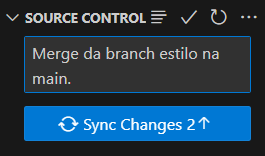 SOURCE CONTROL
Merge da branch estilo na
main.
Sync Changes 2↑